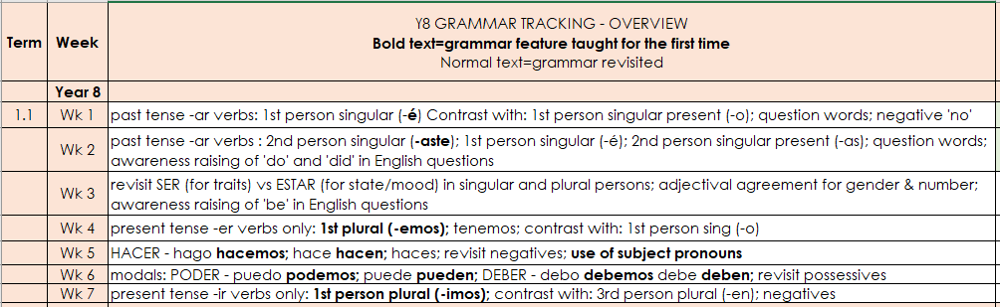 Y8 GRAMMAR TRACKING - OVERVIEW
Term Week Bold text=grammar feature taught for the first time
Normal text=grammar revisited
Year 8
1.1 Wk 1 past tense -ar verbs: 1st person singular (-é) Contrast with: 1st person singular present (-o); question words; negative 'no'
Wk 2 past tense -ar verbs : 2nd person singular (-aste); 1st person singular (-é); 2nd person singular present (-as); question words;
awareness raising of 'do' and 'did' in English questions
Wk 3 revisit SER (for traits) vs ESTAR (for state/mood) in singular and plural persons; adjectival agreement for gender & number;
awareness raising of 'be' in English questions
Wk 4 present tense -er verbs only: 1st plural (-emos); tenemos; contrast with: 1st person sing (-o)
Wk 5 HACER - hago hacemos; hace hacen; haces; revisit negatives; use of subject pronouns
Wk 6 modals: PODER - puedo podemos; puede pueden; DEBER - debo debemos debe deben; revisit possessives
Wk 7 present tense -ir verbs only: 1st person plural (-imos); contrast with: 3rd person plural (-en); negatives